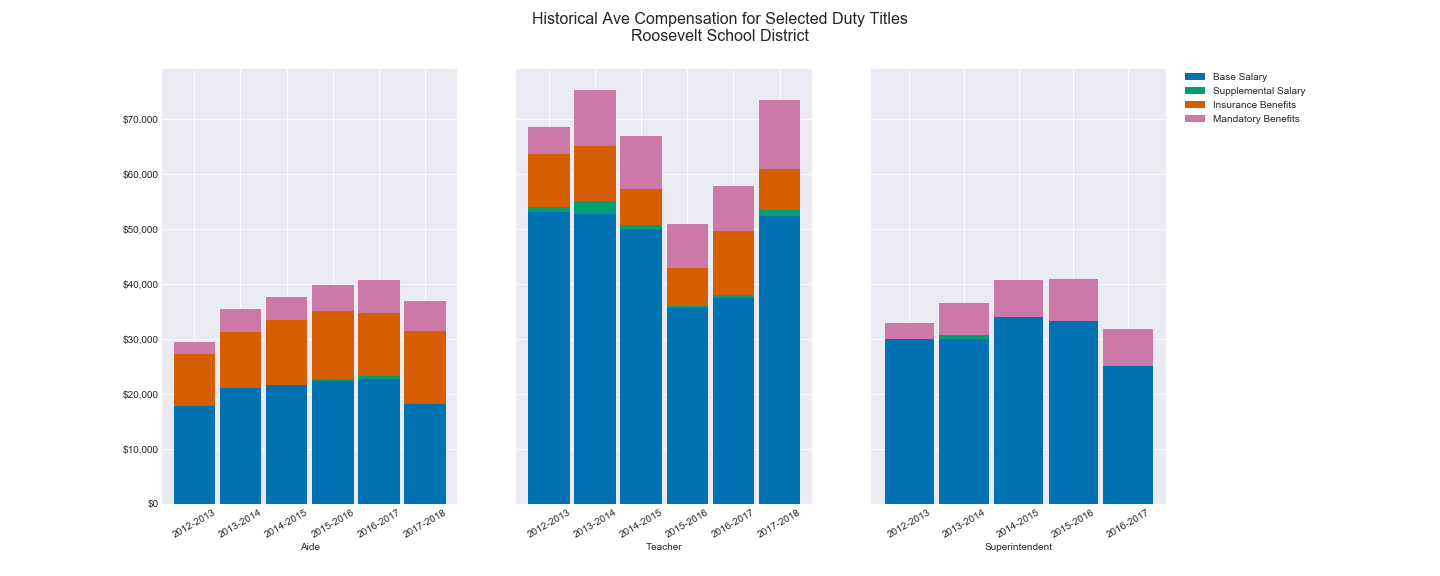 Historical Ave Compensation for Selected Duty Titles
Roosevelt School District
Base Salary
Supplemental Salary
Insurance Benefits
Mandatory Benefits
$70,000
$60,000
$50,000
$40,000
$30,000
$20,000
$10,000
$0
2012-2013
2013-2014
2014-2015
2015-2016
2016-2017
2017-2018
Aide
2012-2013
2013-2014
2014-2015
2015-2016
2016-2017
2017-2018
Teacher
2012-2013
2013-2014
2014-2015
2015-2016
2016-2017
Superintendent